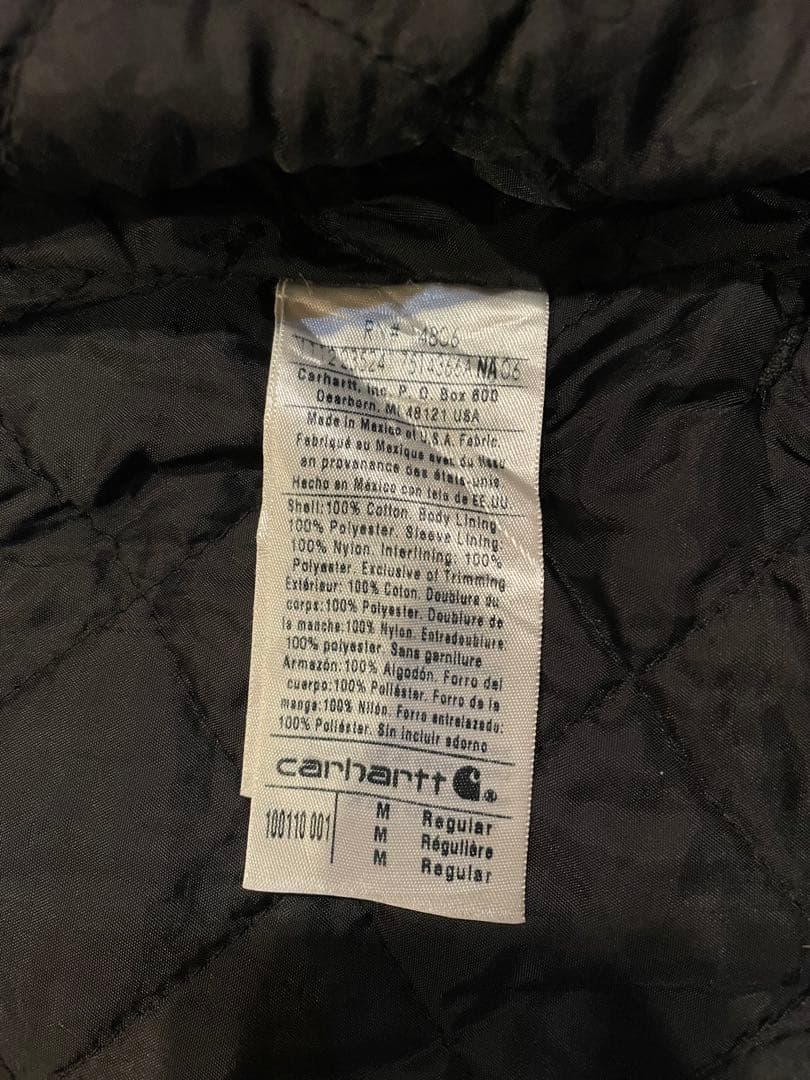 RN# 14806
NA06
Carhartt, Inc. P. O. Box 600
Dearborn, MI 48121 USA
Made in Mexico of U.S.A. Fabric
Fabriqué au Mexique avec du tissu
en provenance des états-unis
Hecho en México con tela de EE.UU.
Shell:100% Cotton. Body Lining
100% Polyester. Sleeve Lining:
100% Nylon. Interlining: 100%
Polyester. Exclusive of Trimming
Extérieur: 100% Coton. Doublure du
corps:100% Polyester. Doublure de
la manche:100% Nylon. Entredoublure:
100% polyester. Sans garniture
Armazón:100% Algodón. Forro del
cuerpo:100% Poliéster. Forro de la
manga:100% Nilón. Forro entrelazado:
100% Poliéster. Sin incluir adorno
carhartt ®
100110 001
M Regular
M Régulière
M Regular